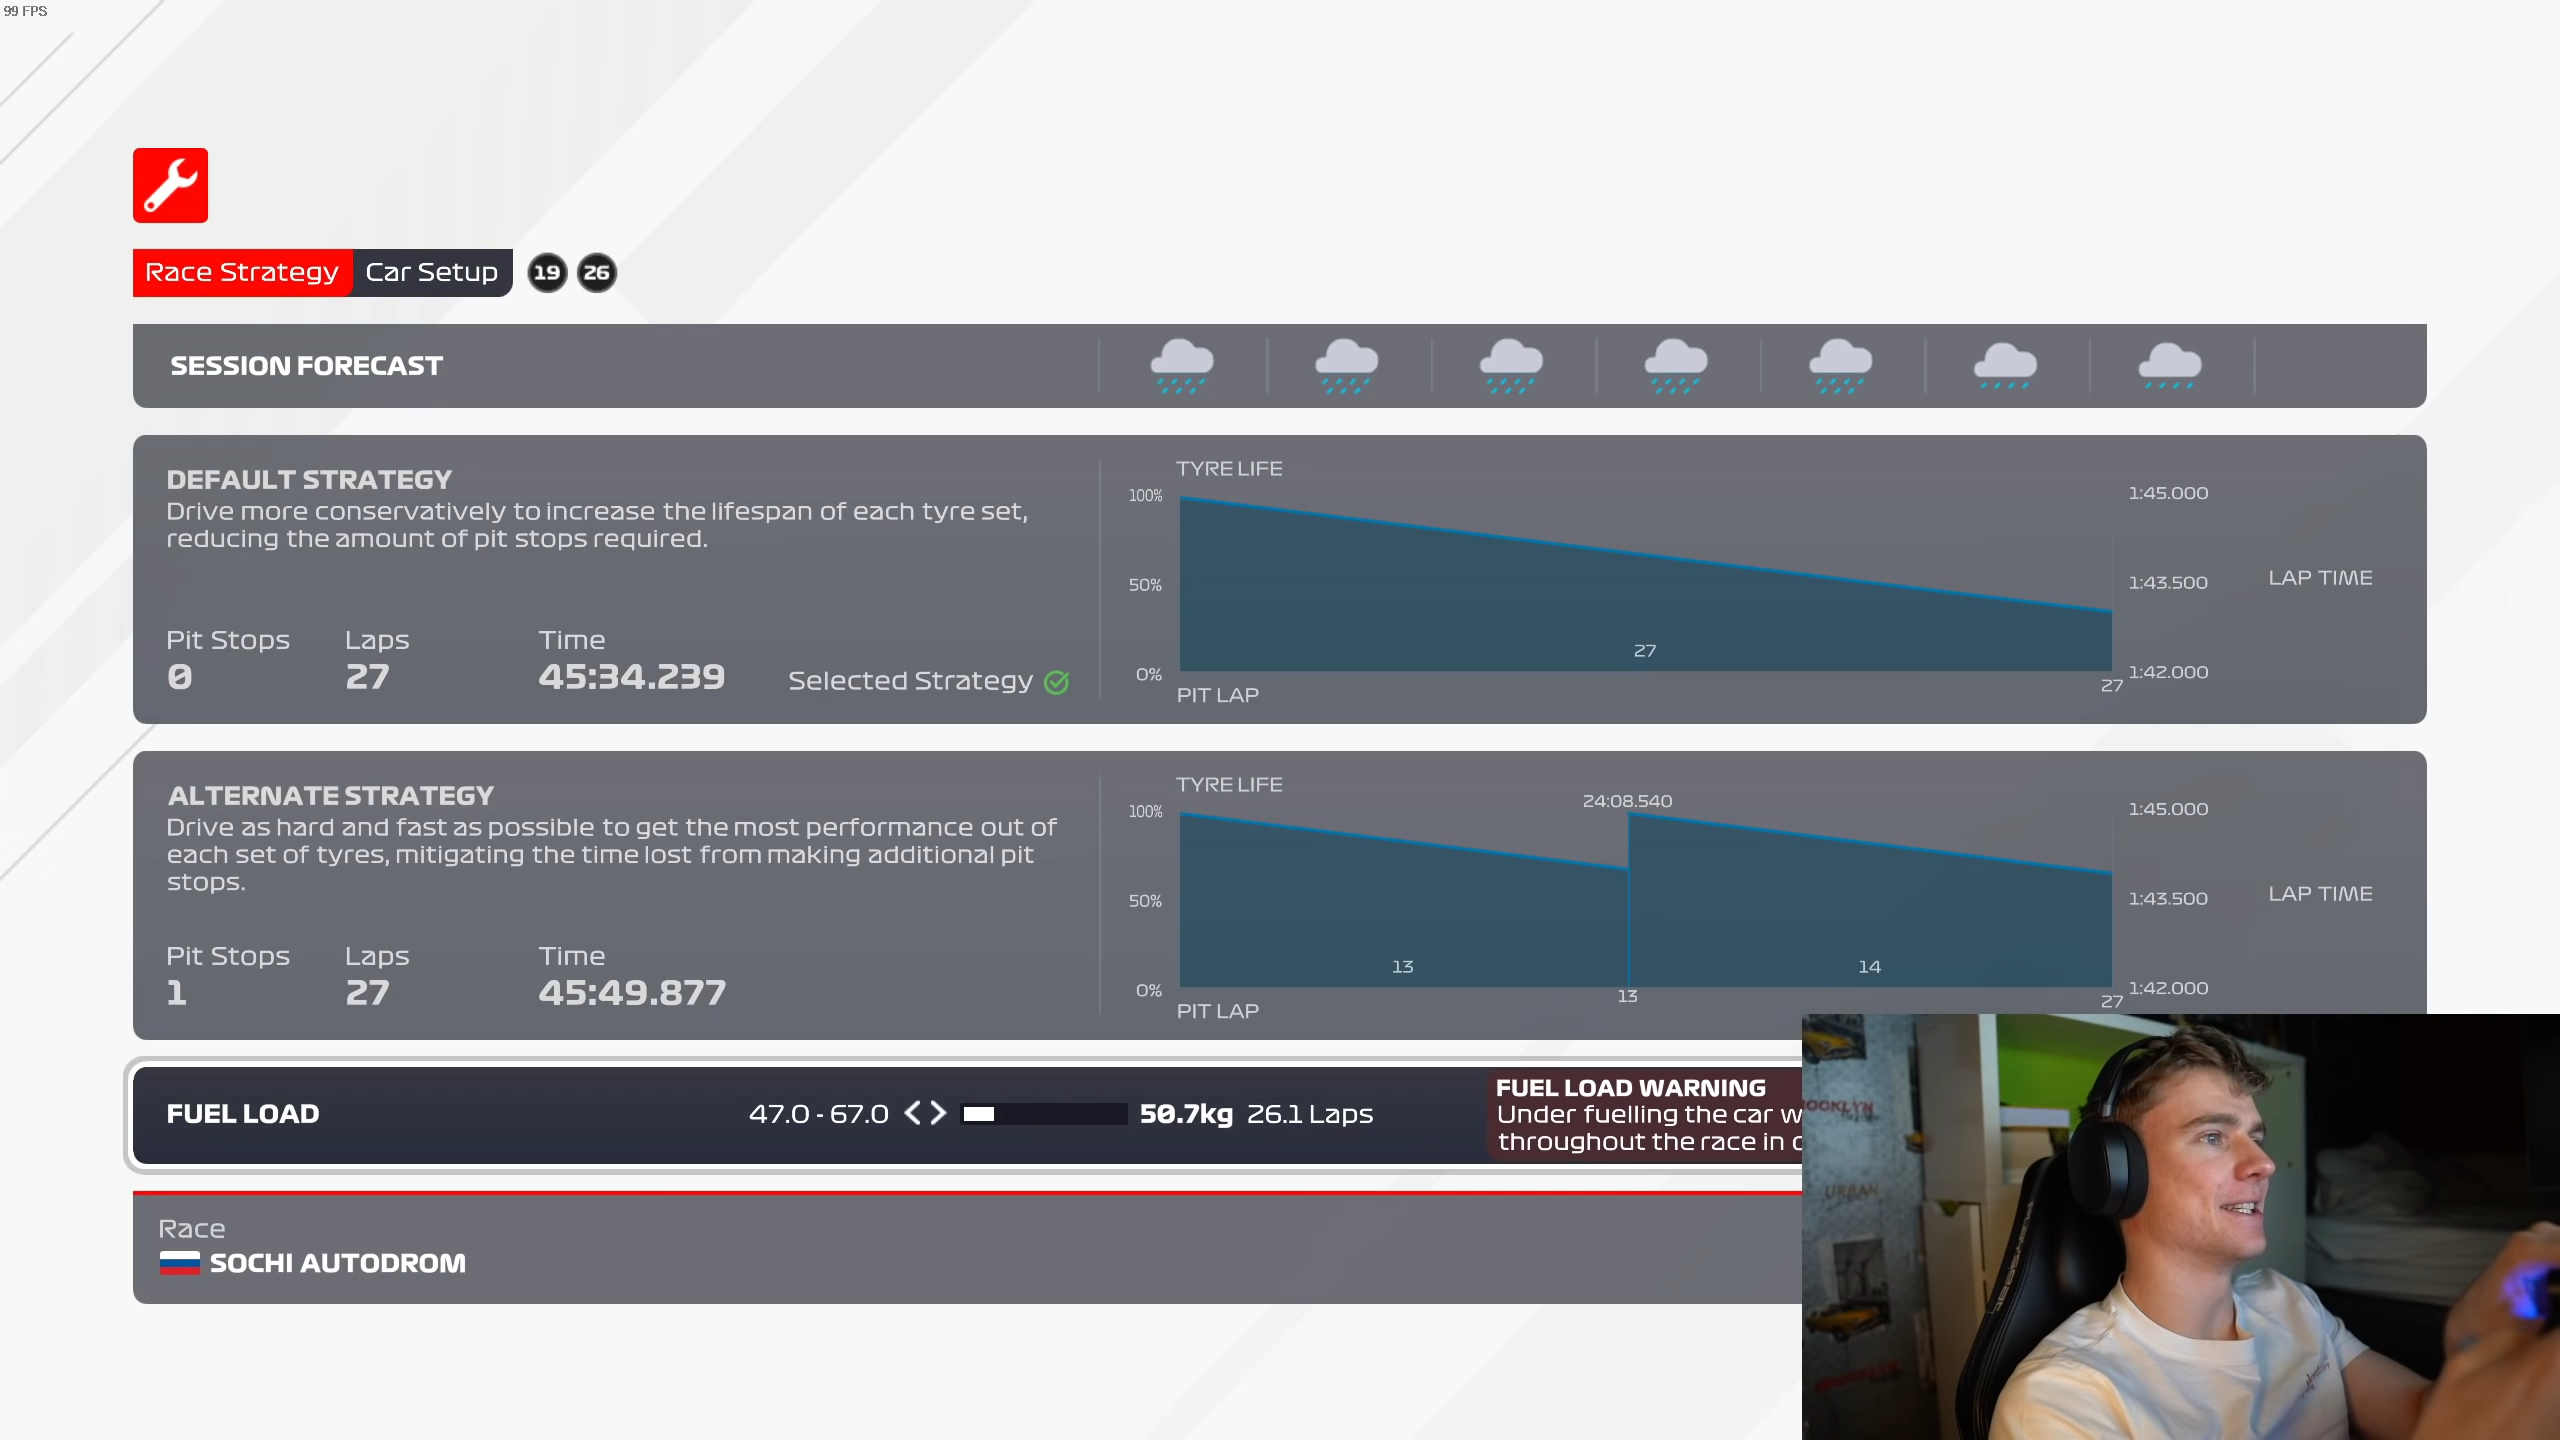 99 FPS
Race Strategy Car Setup 19 26
SESSION FORECAST
DEFAULT STRATEGY
Drive more conservatively to increase the lifespan of each tyre set,
reducing the amount of pit stops required.
Pit Stops Laps Time
0 27 45:34.239 Selected Strategy
TYRE LIFE
100%
50%
0%
27
PIT LAP
27
1:45.000
1:43.500
1:42.000
LAP TIME
ALTERNATE STRATEGY
Drive as hard and fast as possible to get the most performance out of
each set of tyres, mitigating the time lost from making additional pit
stops.
Pit Stops Laps Time
1 27 45:49.877
TYRE LIFE
24:08.540
100%
50%
0%
13 14
13 27
PIT LAP
1:45.000
1:43.500
1:42.000
LAP TIME
FUEL LOAD 47.0 - 67.0 50.7kg 26.1 Laps
FUEL LOAD WARNING
Under fuelling the car w
throughout the race in
Race
SOCHI AUTODROM
URBAN